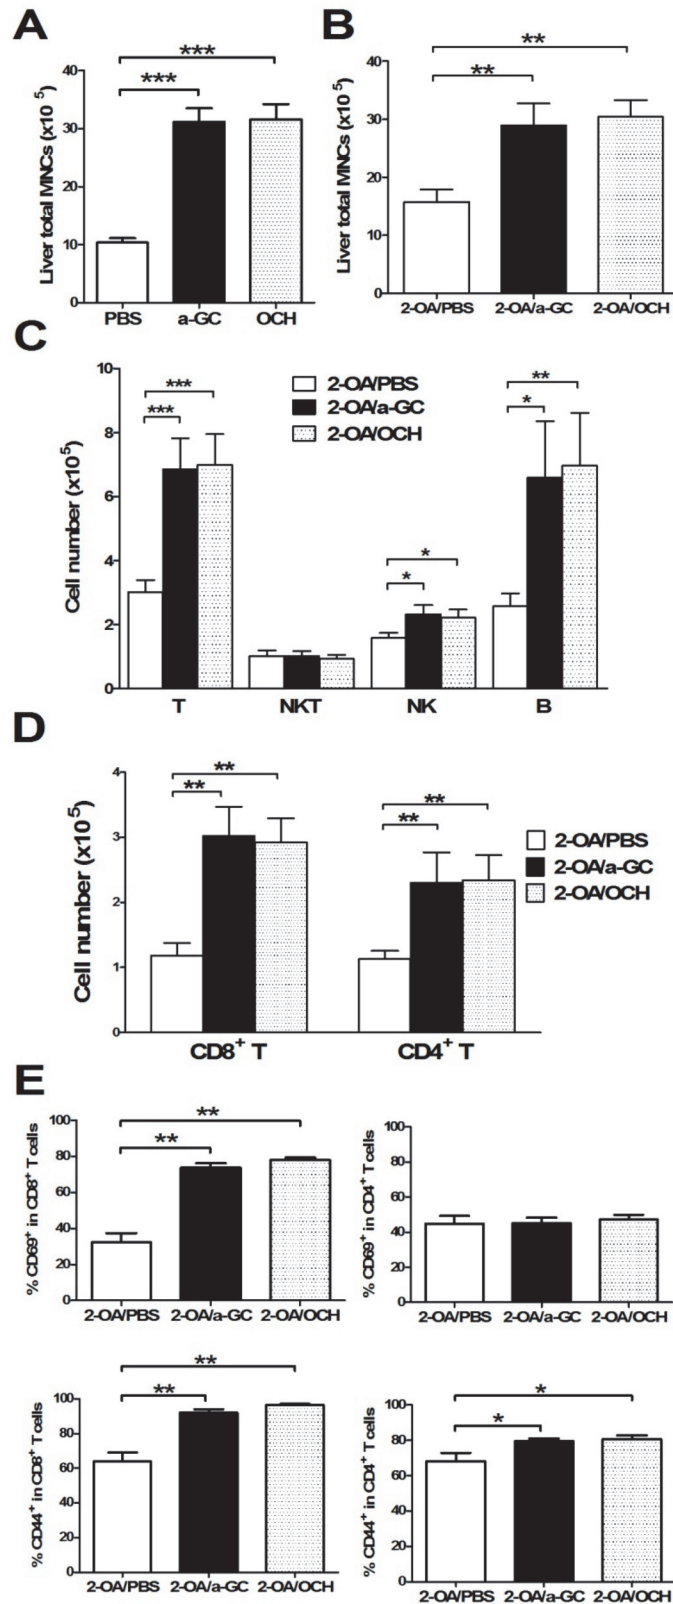 A
***
***
Liver total MNCs (x10 5)
40
30
20
10
0
PBS a-GC OCH
B
**
**
Liver total MNCs (x10 5)
40
30
20
10
0
2-OA/PBS 2-OA/a-GC 2-OA/OCH
C
2-OA/PBS
2-OA/a-GC
2-OA/OCH
***
***
*
*
**
*
Cell number (x10⁵)
10
8
6
4
2
0
T NKT NK B
D
**
**
**
**
2-OA/PBS
2-OA/a-GC
2-OA/OCH
Cell number (x10⁵)
4
3
2
1
0
CD8⁺ T CD4⁺ T
E
**
**
% CD69⁺ in CD8⁺ T cells
100
80
60
40
20
0
2-OA/PBS 2-OA/a-GC 2-OA/OCH
% CD69⁺ in CD4⁺ T cells
100
80
60
40
20
0
2-OA/PBS 2-OA/a-GC 2-OA/OCH
**
**
% CD44⁺ in CD8⁺ T cells
100
80
60
40
20
0
2-OA/PBS 2-OA/a-GC 2-OA/OCH
*
*
% CD44⁺ in CD4⁺ T cells
100
80
60
40
20
0
2-OA/PBS 2-OA/a-GC 2-OA/OCH